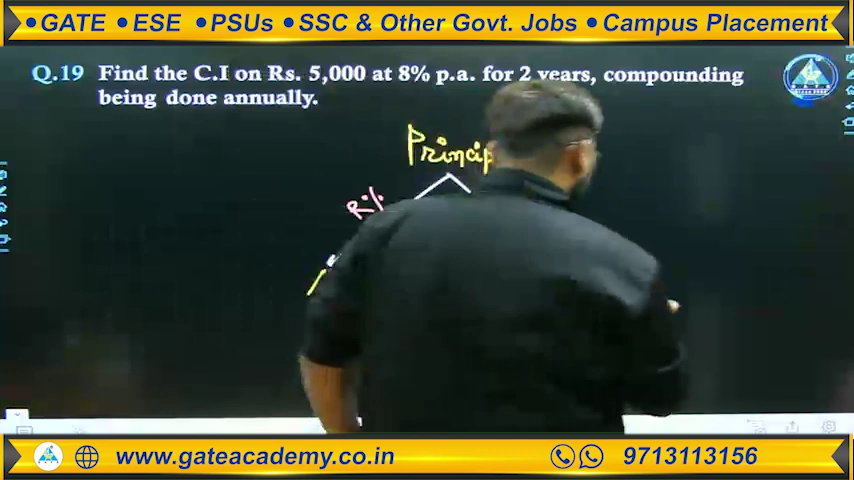 •GATE •ESE •PSUs •SSC & Other Govt. Jobs •Campus Placement
Q.19 Find the C.I on Rs. 5,000 at 8% p.a. for 2 years, compounding
being done annually.
Princip
R%
www.gateacademy.co.in
9713113156